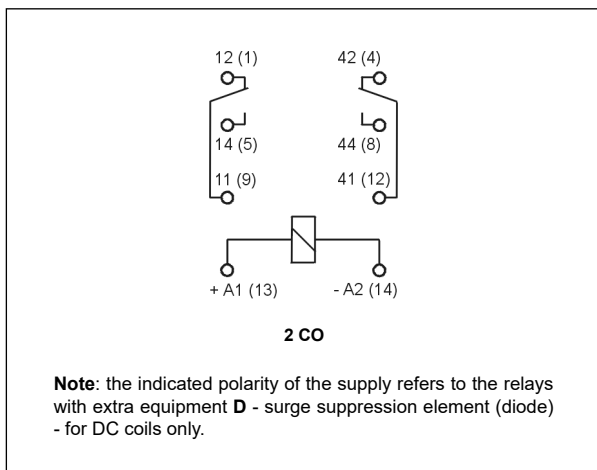 12 (1) 42 (4)
14 (5) 44 (8)
11 (9) 41 (12)
+ A1 (13) - A2 (14)
2 CO
Note: the indicated polarity of the supply refers to the relays
with extra equipment D - surge suppression element (diode)
- for DC coils only.